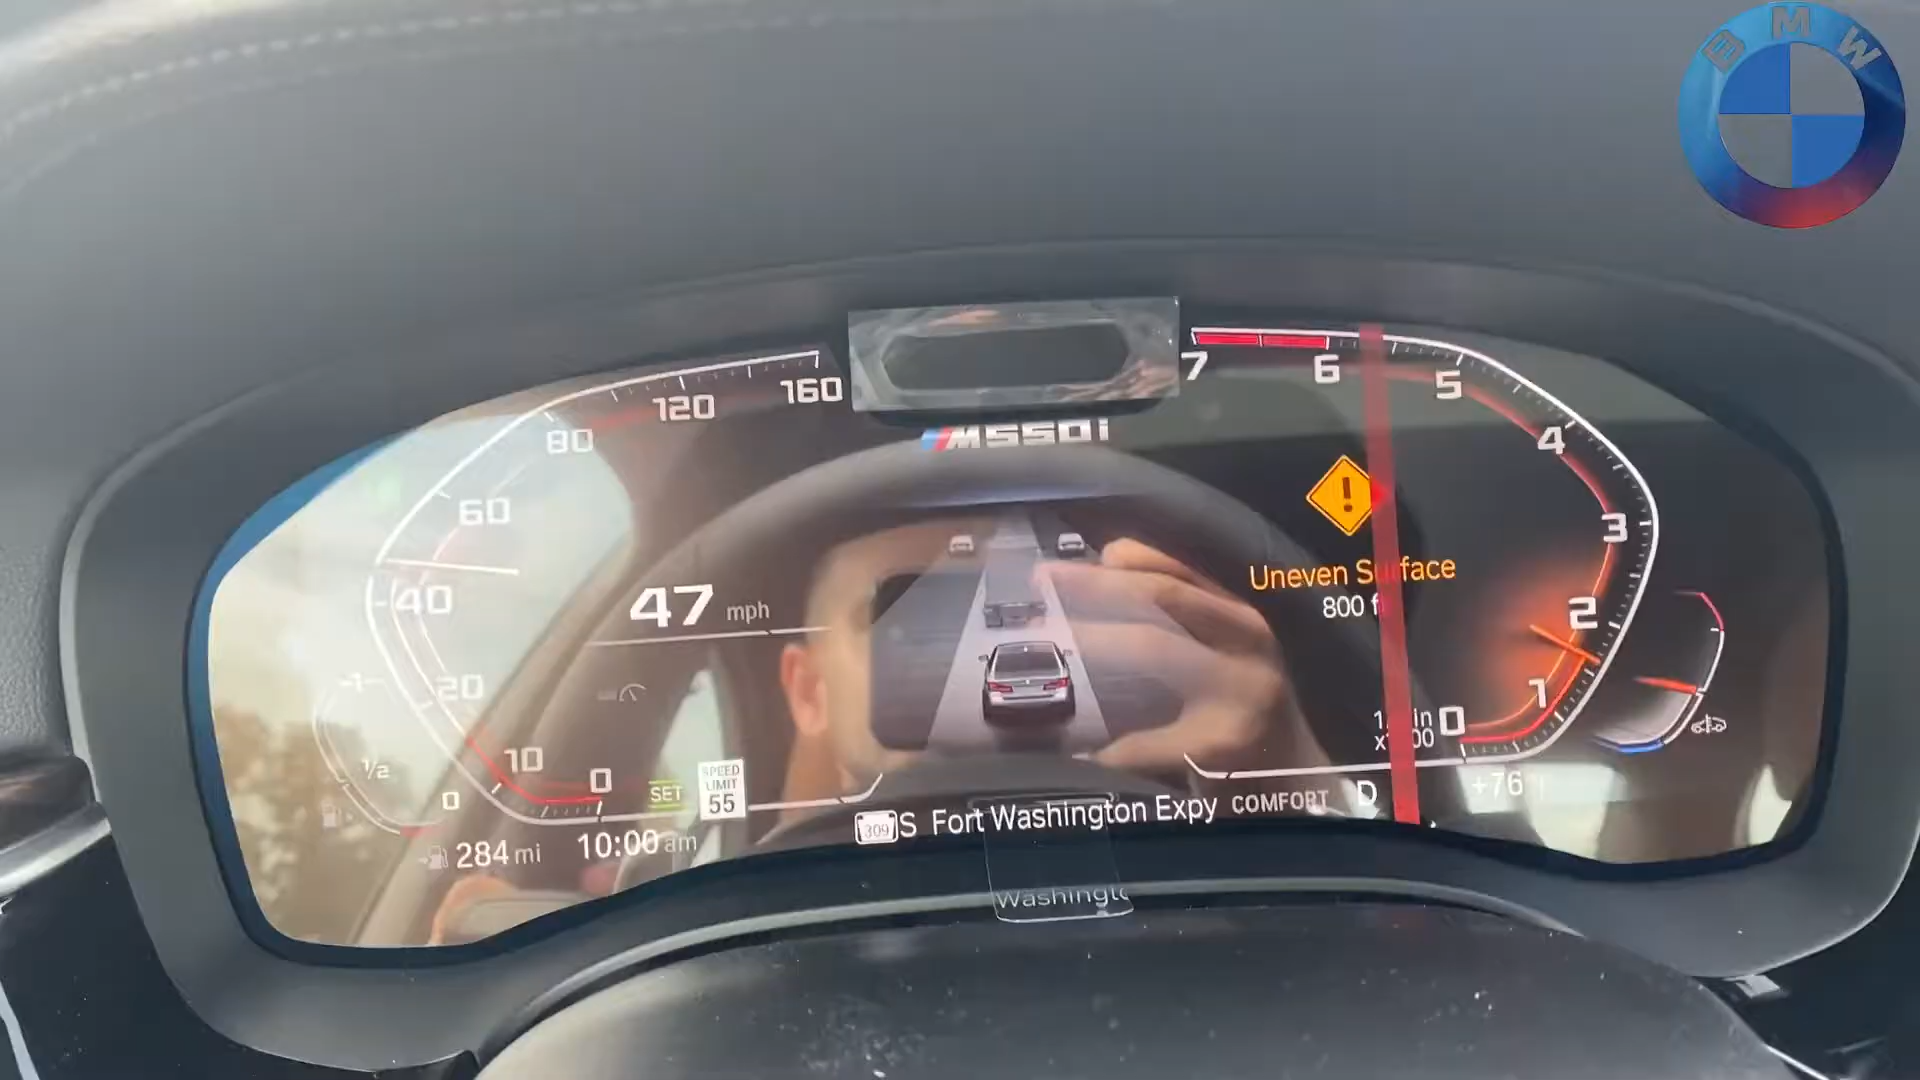 BMW
7
6
5
4
3
2
1
0
160
120
80
60
40
20
10
0
M550i
47 mph
Uneven Surface
800 ft
1
1/2
0
SET
SPEED
LIMIT
55
309 S Fort Washington Expy
COMFORT
D
+76
284 mi
10:00 am